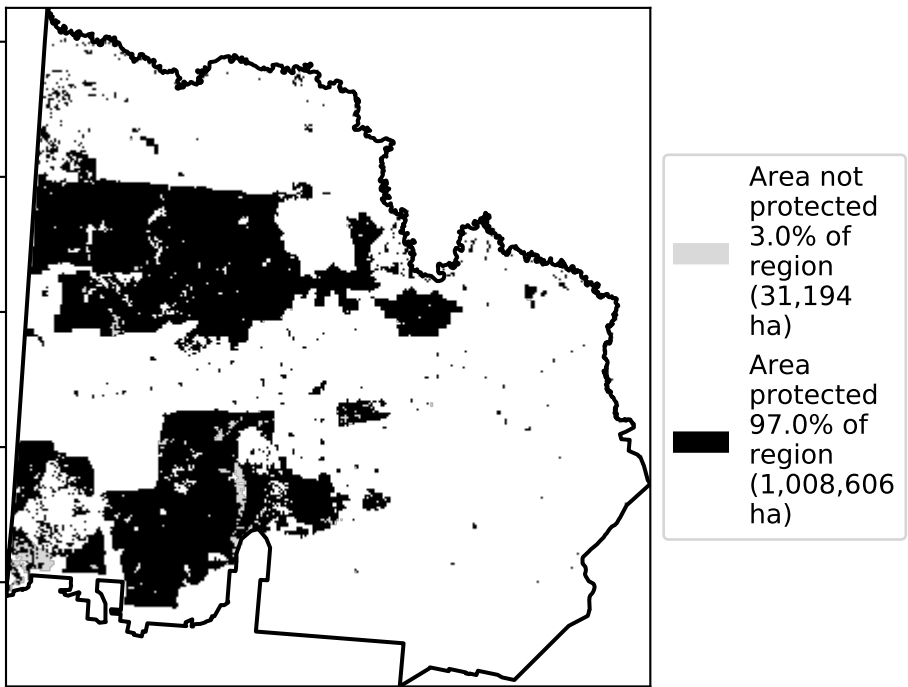 Area not
protected
3.0% of
region
(31,194
ha)
Area
protected
97.0% of
region
(1,008,606
ha)